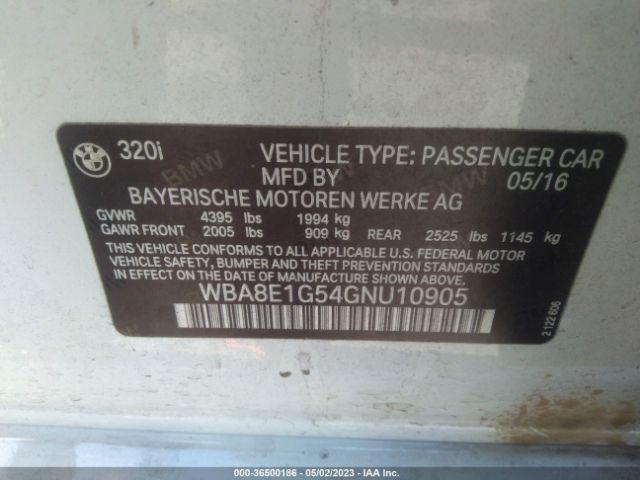 BMW
320i
VEHICLE TYPE: PASSENGER CAR
MFD BY 05/16
BAYERISCHE MOTOREN WERKE AG
GVWR 4395 lbs 1994 kg
GAWR FRONT 2005 lbs 909 kg REAR 2525 lbs 1145 kg
THIS VEHICLE CONFORMS TO ALL APPLICABLE U.S. FEDERAL MOTOR
VEHICLE SAFETY, BUMPER, AND THEFT PREVENTION STANDARDS IN
EFFECT ON THE DATE OF MANUFACTURE SHOWN ABOVE.
WBA8E1G54GNU10905
2 122 606
000-36500186 - 05/02/2023 - IAA Inc.